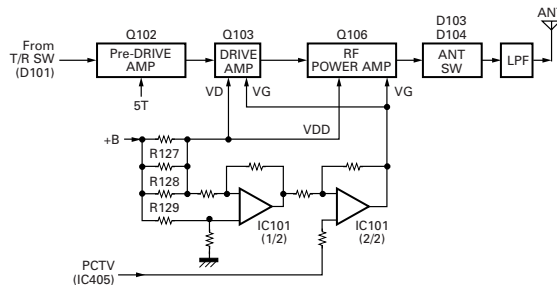 ANT
Q102
Q103
Q106
D103
D104
From
T/R SW
(D101)
Pre-DRIVE
AMP
DRIVE
AMP
RF
POWER AMP
ANT
SW
LPF
5T
VD
VG
VG
VDD
+B
R127
R128
R129
IC101
(1/2)
IC101
(2/2)
PCTV
(IC405)